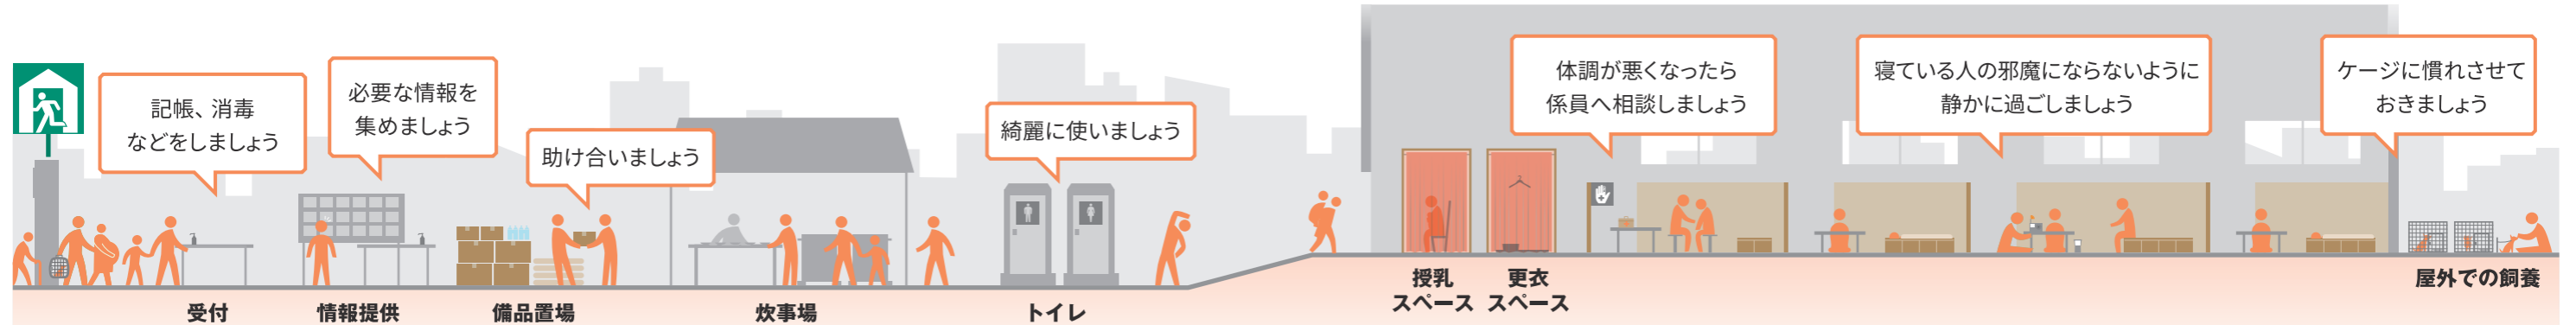 記帳、消毒
などをしましょう
必要な情報を
集めましょう
助け合いましょう
綺麗に使いましょう
体調が悪くなったら
係員へ相談しましょう
寝ている人の邪魔にならないように
静かに過ごしましょう
ケージに慣れさせて
おきましょう
受付
情報提供
備品置場
炊事場
トイレ
授乳
スペース
更衣
スペース
屋外での飼養